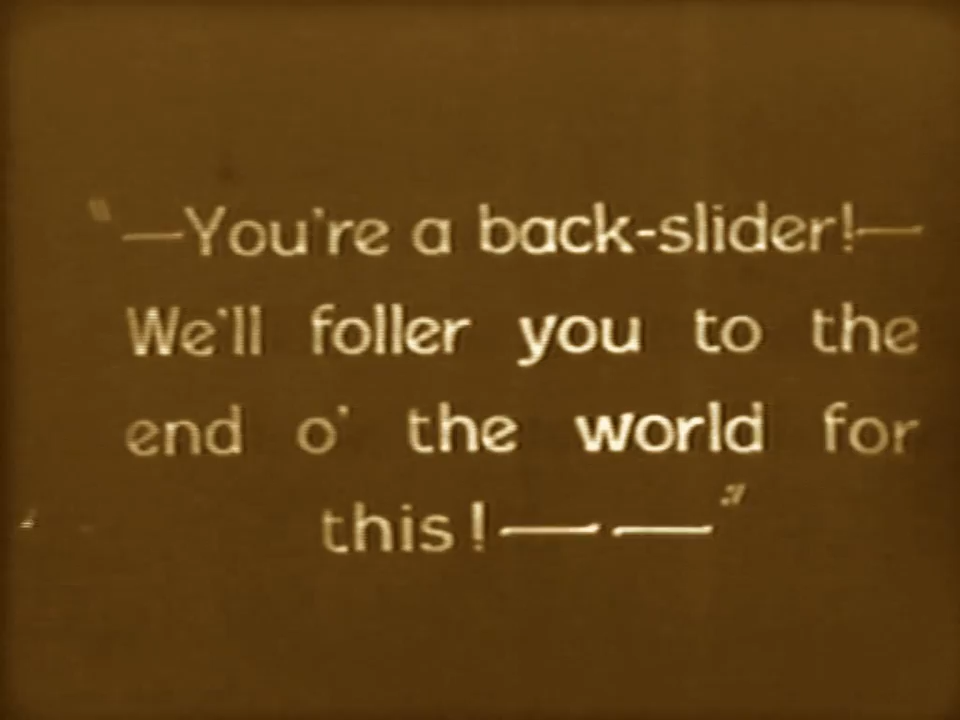 "—You're a back-slider!—
We'll foller you to the
end o' the world for
this!— —"